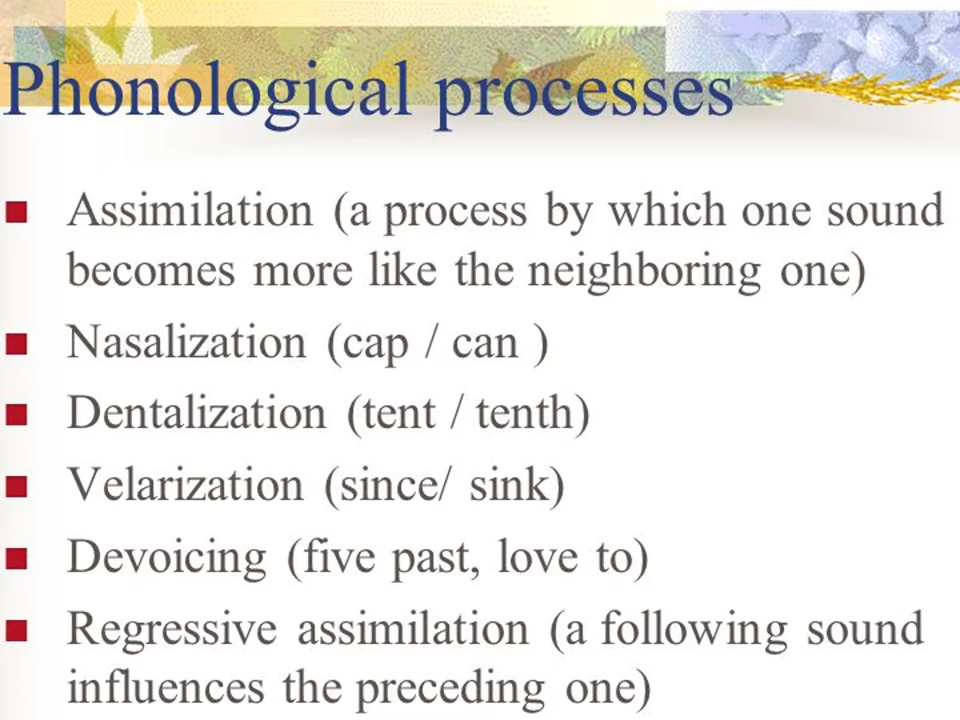 Phonological processes
Assimilation (a process by which one sound
becomes more like the neighboring one)
Nasalization (cap / can )
Dentalization (tent / tenth)
Velarization (since/ sink)
Devoicing (five past, love to)
Regressive assimilation (a following sound
influences the preceding one)